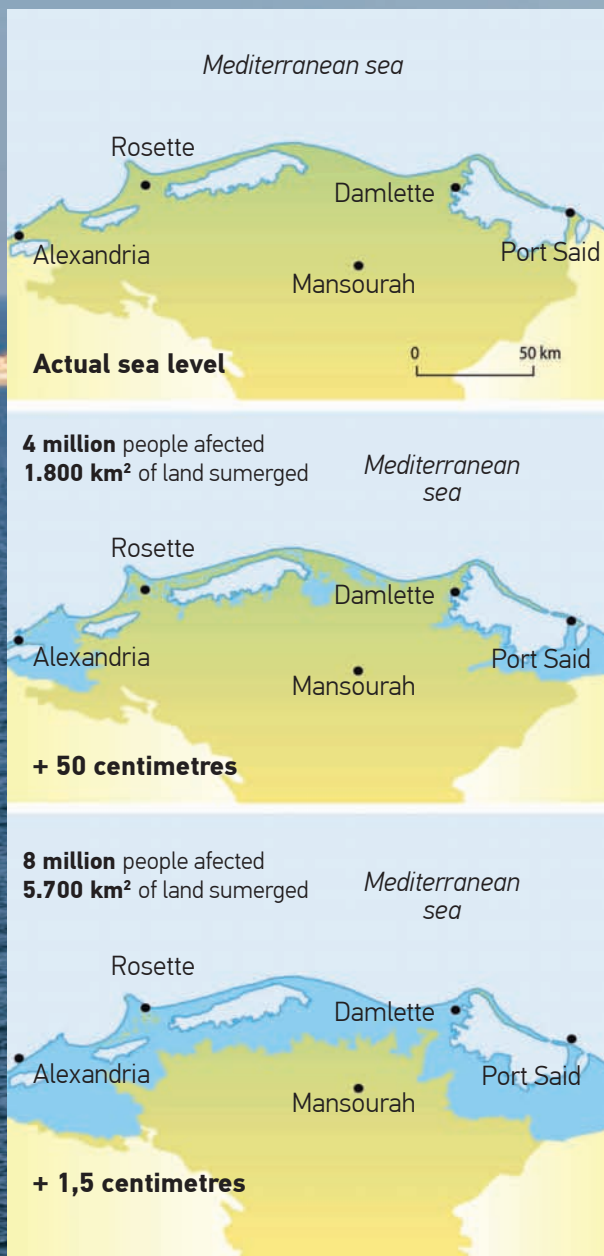 Mediterranean sea
Rosette
Damlette
Alexandria
Port Said
Mansourah
Actual sea level
0 50 km
4 million people afected
1.800 km² of land sumerged
Mediterranean
sea
Rosette
Damlette
Alexandria
Port Said
Mansourah
+ 50 centimetres
8 million people afected
5.700 km² of land sumerged
Mediterranean
sea
Rosette
Damlette
Alexandria
Port Said
Mansourah
+ 1,5 centimetres